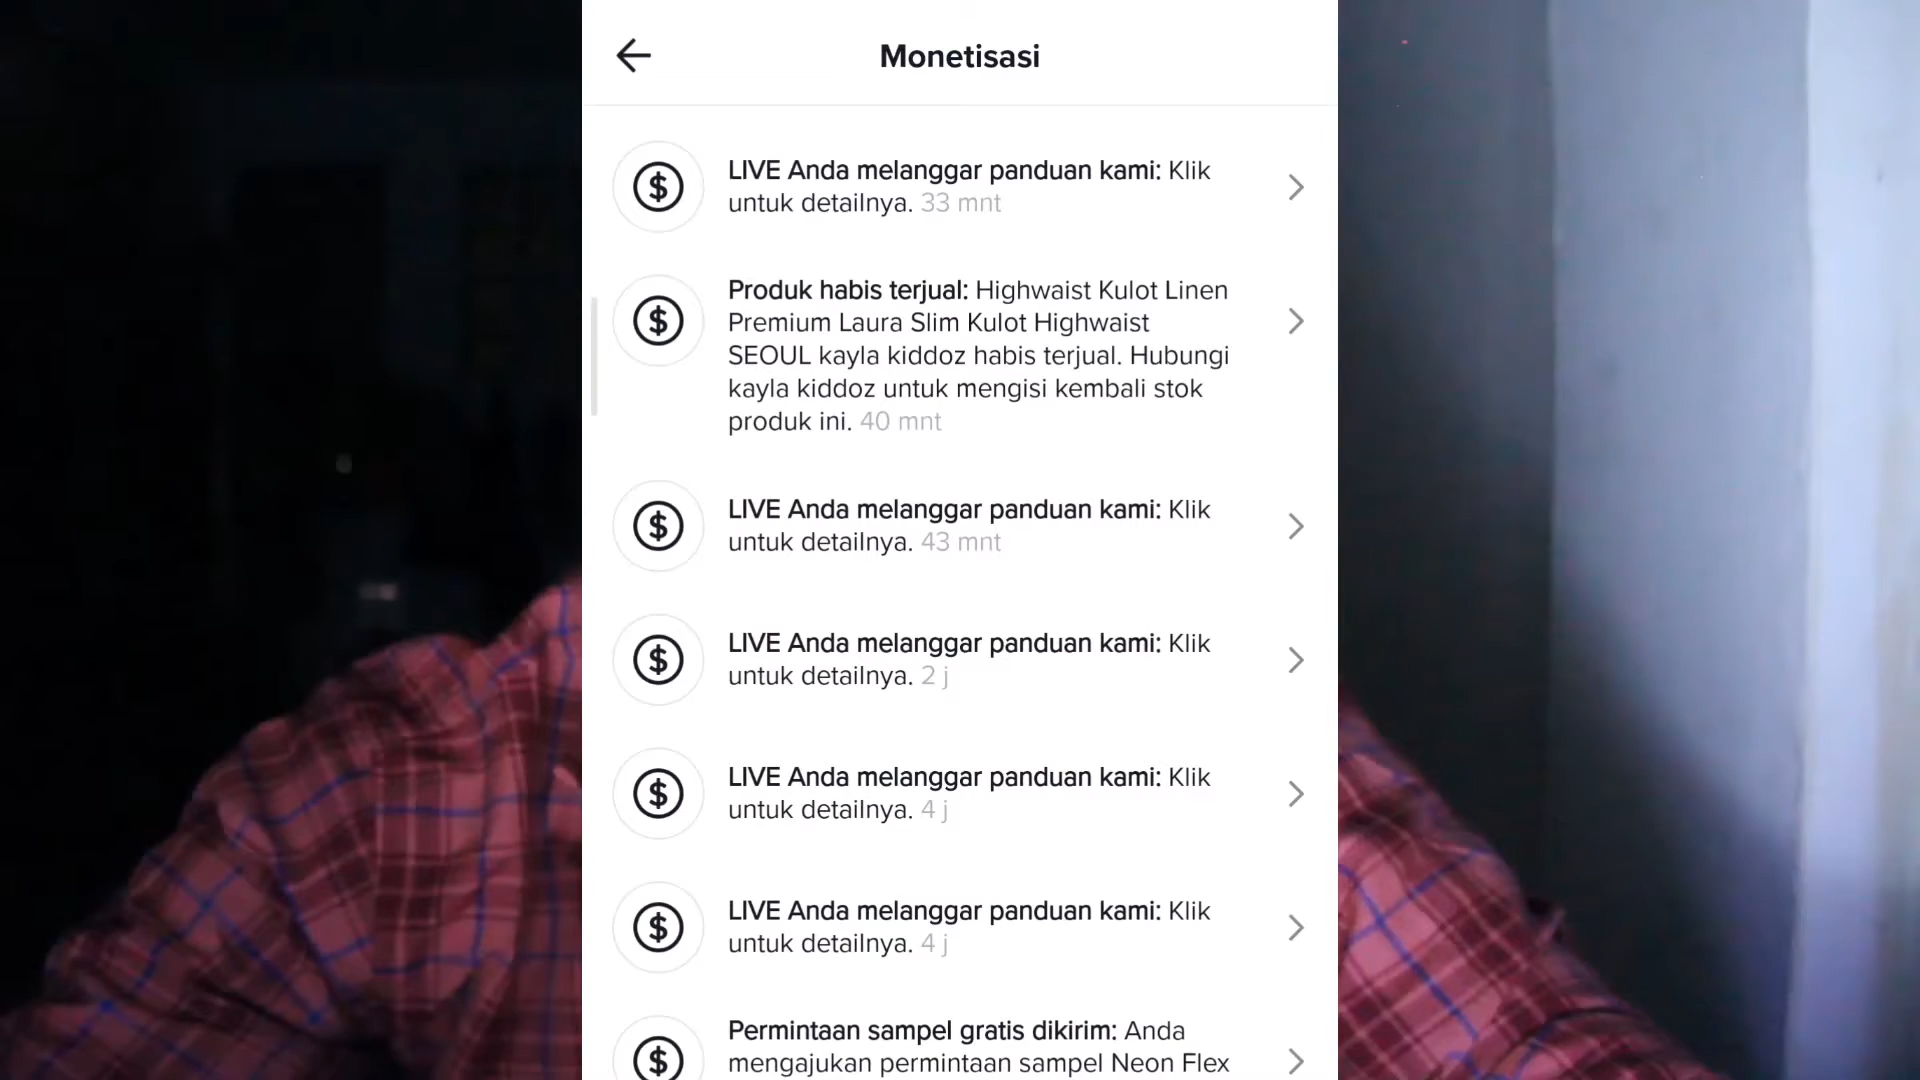 Monetisasi
LIVE Anda melanggar panduan kami: Klik
untuk detailnya. 33 mnt
Produk habis terjual: Highwaist Kulot Linen
Premium Laura Slim Kulot Highwaist
SEOUL kayla kiddoz habis terjual. Hubungi
kayla kiddoz untuk mengisi kembali stok
produk ini. 40 mnt
LIVE Anda melanggar panduan kami: Klik
untuk detailnya. 43 mnt
LIVE Anda melanggar panduan kami: Klik
untuk detailnya. 2 j
LIVE Anda melanggar panduan kami: Klik
untuk detailnya. 4 j
LIVE Anda melanggar panduan kami: Klik
untuk detailnya. 4 j
Permintaan sampel gratis dikirim: Anda
mengajukan permintaan sampel Neon Flex